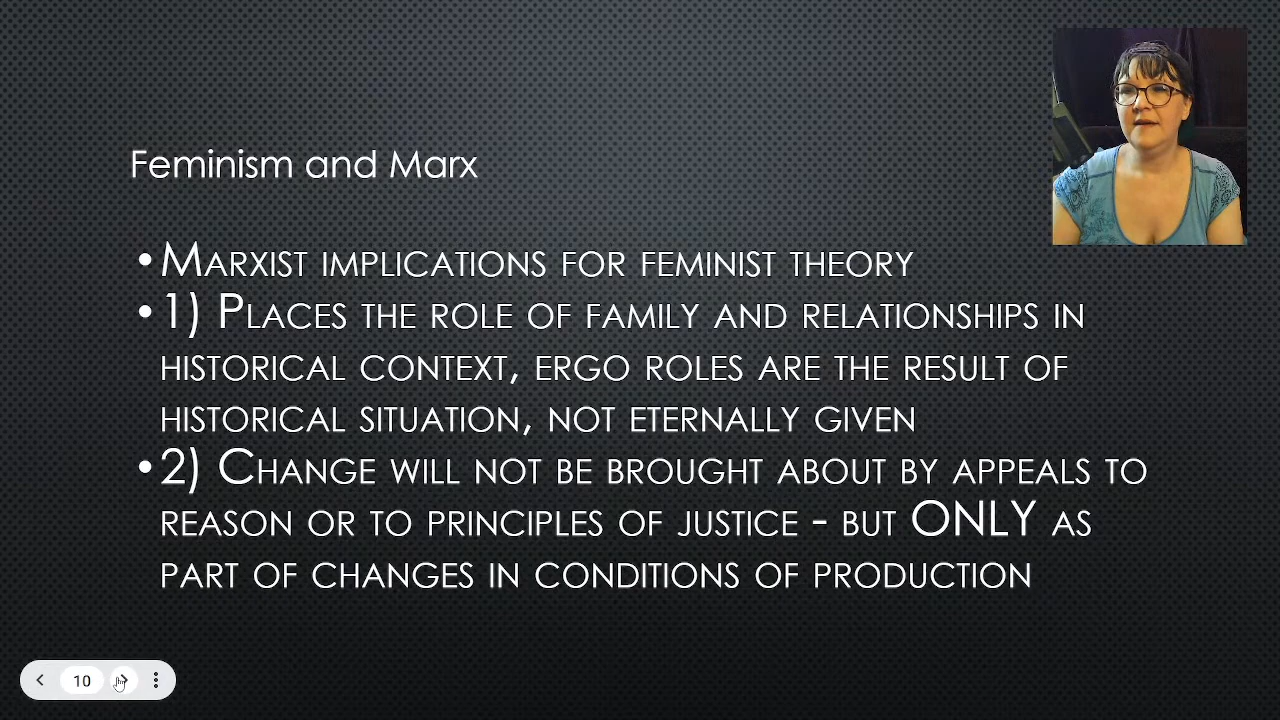 Feminism and Marx
•Marxist implications for feminist theory
•1) Places the role of family and relationships in
historical context, ergo roles are the result of
historical situation, not eternally given
•2) Change will not be brought about by appeals to
reason or to principles of justice - but ONLY as
part of changes in conditions of production
10